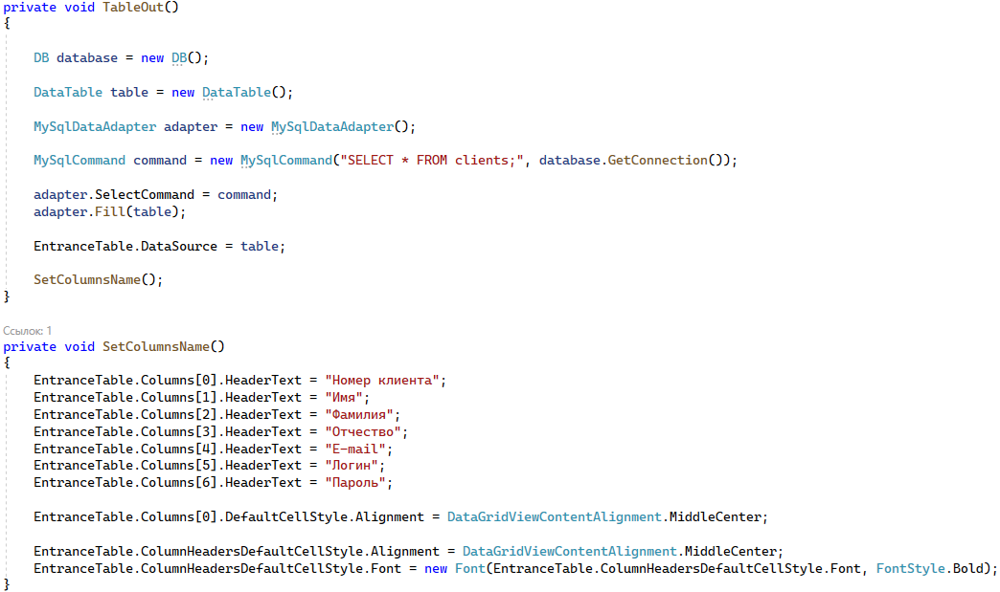 private void TableOut()
{
DB database = new DB();
DataTable table = new DataTable();
MySqlDataAdapter adapter = new MySqlDataAdapter();
MySqlCommand command = new MySqlCommand("SELECT * FROM clients;", database.GetConnection());
adapter.SelectCommand = command;
adapter.Fill(table);
EntranceTable.DataSource = table;
SetColumnsName();
}
Ссылок: 1
private void SetColumnsName()
{
EntranceTable.Columns[0].HeaderText = "Номер клиента";
EntranceTable.Columns[1].HeaderText = "Имя";
EntranceTable.Columns[2].HeaderText = "Фамилия";
EntranceTable.Columns[3].HeaderText = "Отчество";
EntranceTable.Columns[4].HeaderText = "E-mail";
EntranceTable.Columns[5].HeaderText = "Логин";
EntranceTable.Columns[6].HeaderText = "Пароль";
EntranceTable.Columns[0].DefaultCellStyle.Alignment = DataGridViewContentAlignment.MiddleCenter;
EntranceTable.ColumnHeadersDefaultCellStyle.Alignment = DataGridViewContentAlignment.MiddleCenter;
EntranceTable.ColumnHeadersDefaultCellStyle.Font = new Font(EntranceTable.ColumnHeadersDefaultCellStyle.Font, FontStyle.Bold);
}